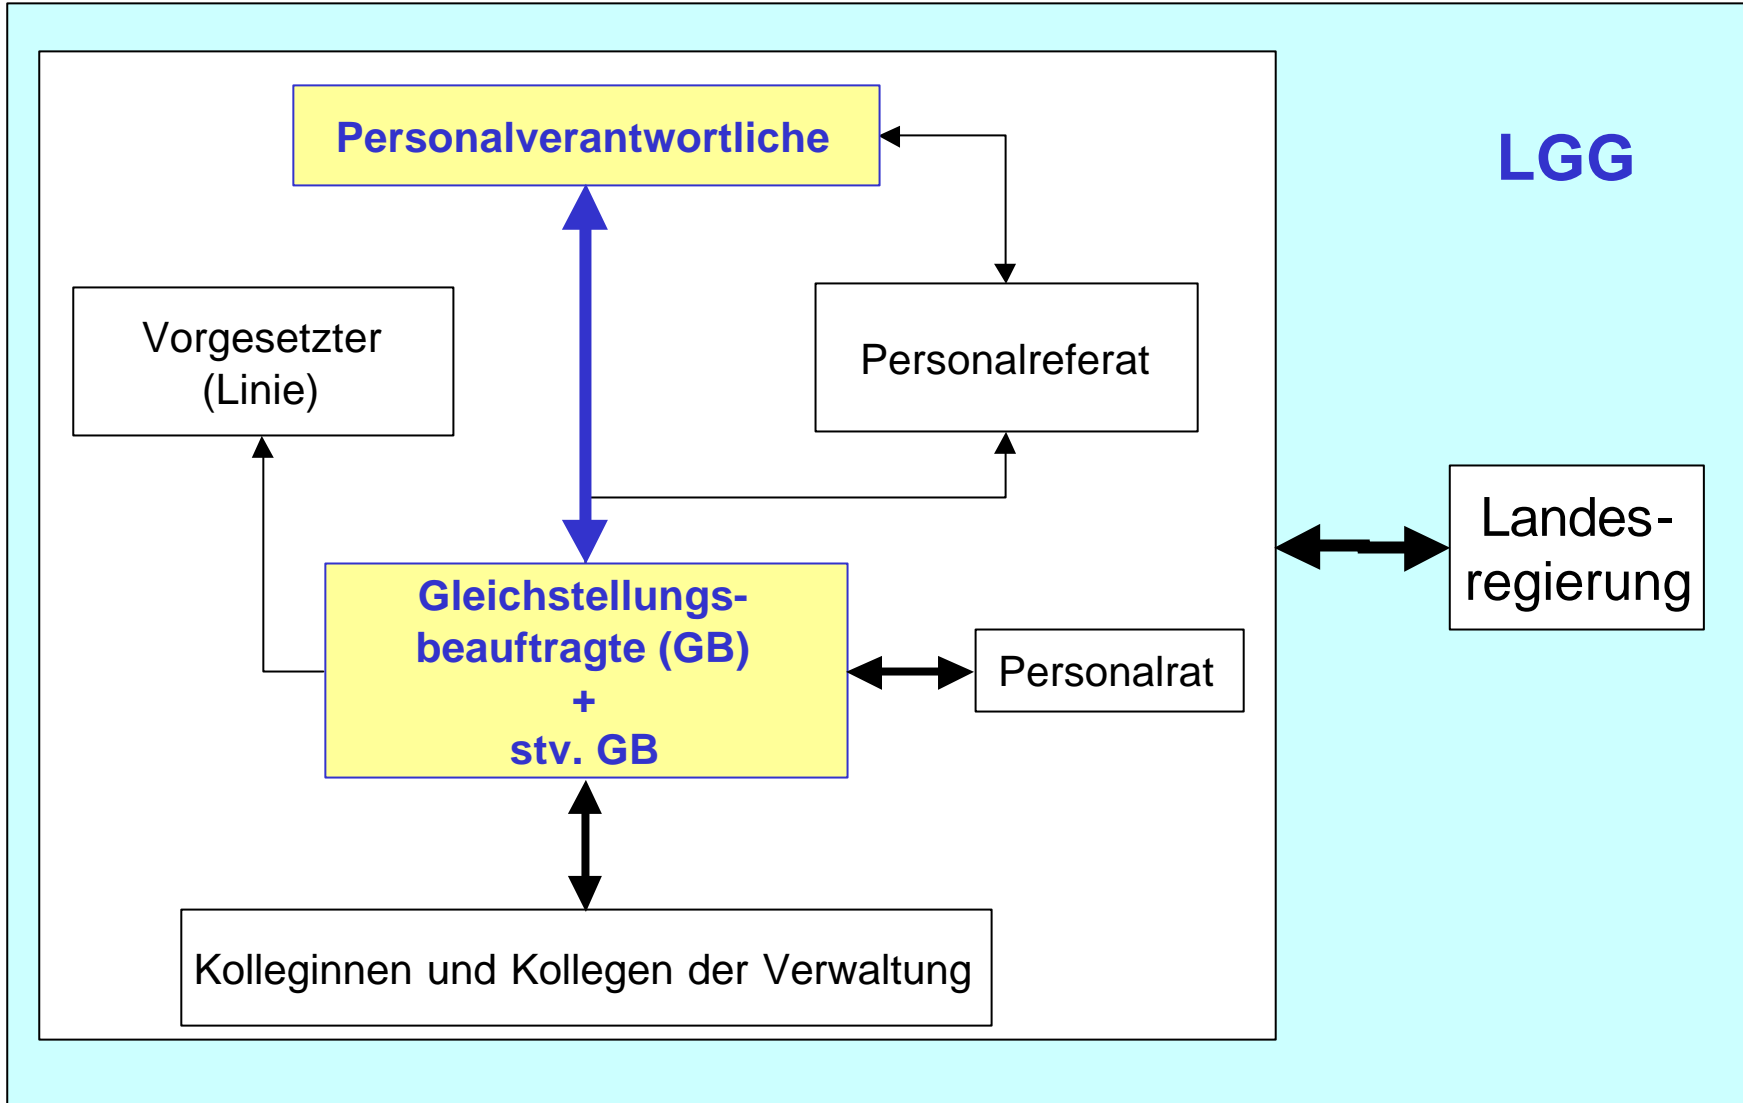 Personalverantwortliche
LGG
Vorgesetzter
(Linie)
Personalreferat
Landes-
regierung
Gleichstellungs-
beauftragte (GB)
+
stv. GB
Personalrat
Kolleginnen und Kollegen der Verwaltung